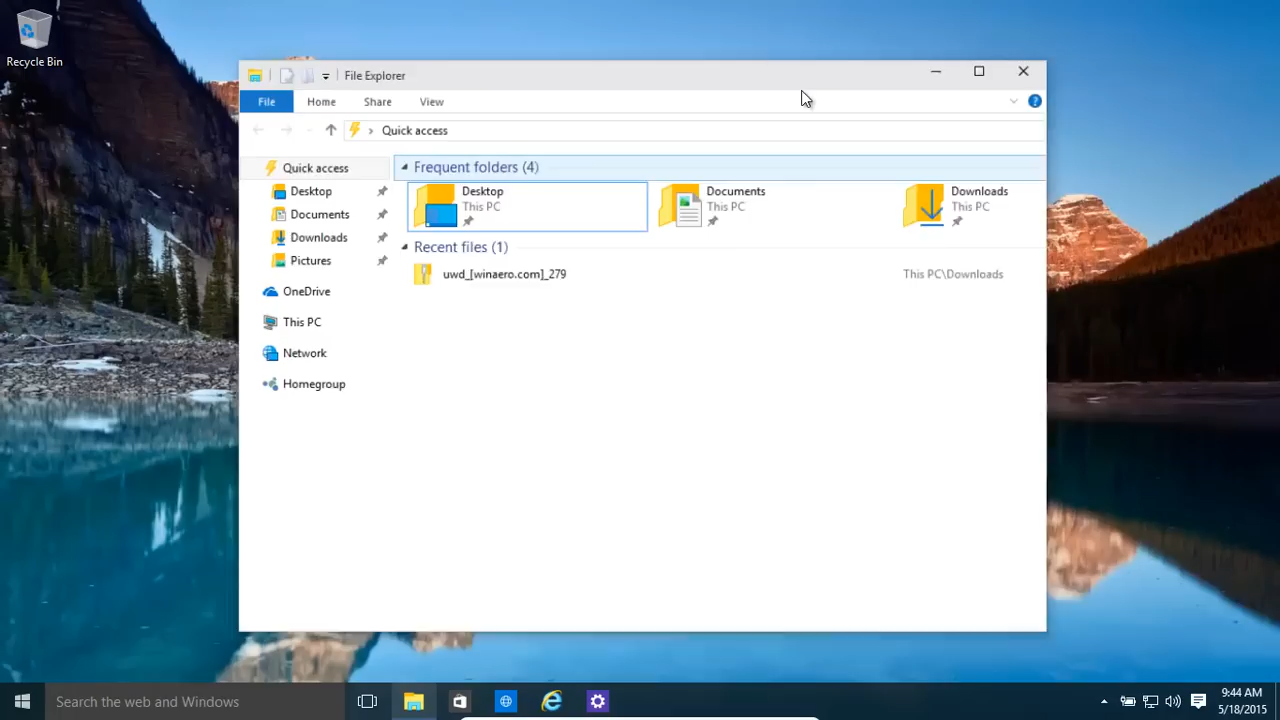 Recycle Bin
File Explorer
File Home Share View
Quick access
Quick access
Desktop
Documents
Downloads
Pictures
OneDrive
This PC
Network
Homegroup
Frequent folders (4)
Desktop
This PC
Documents
This PC
Downloads
This PC
Recent files (1)
uwd_[winaero.com]_279 This PC\Downloads
Search the web and Windows
9:44 AM
5/18/2015